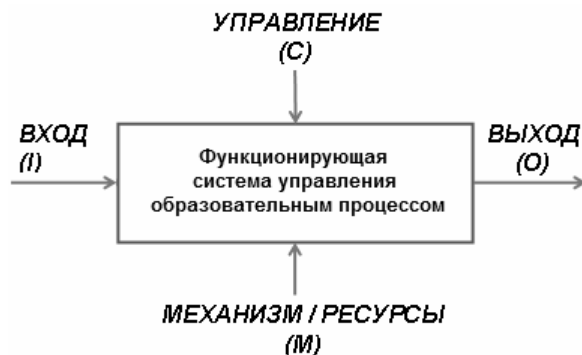 УПРАВЛЕНИЕ
(C)
ВХОД
(I)
Функционирующая
система управления
образовательным процессом
ВЫХОД
(O)
МЕХАНИЗМ / РЕСУРСЫ
(M)